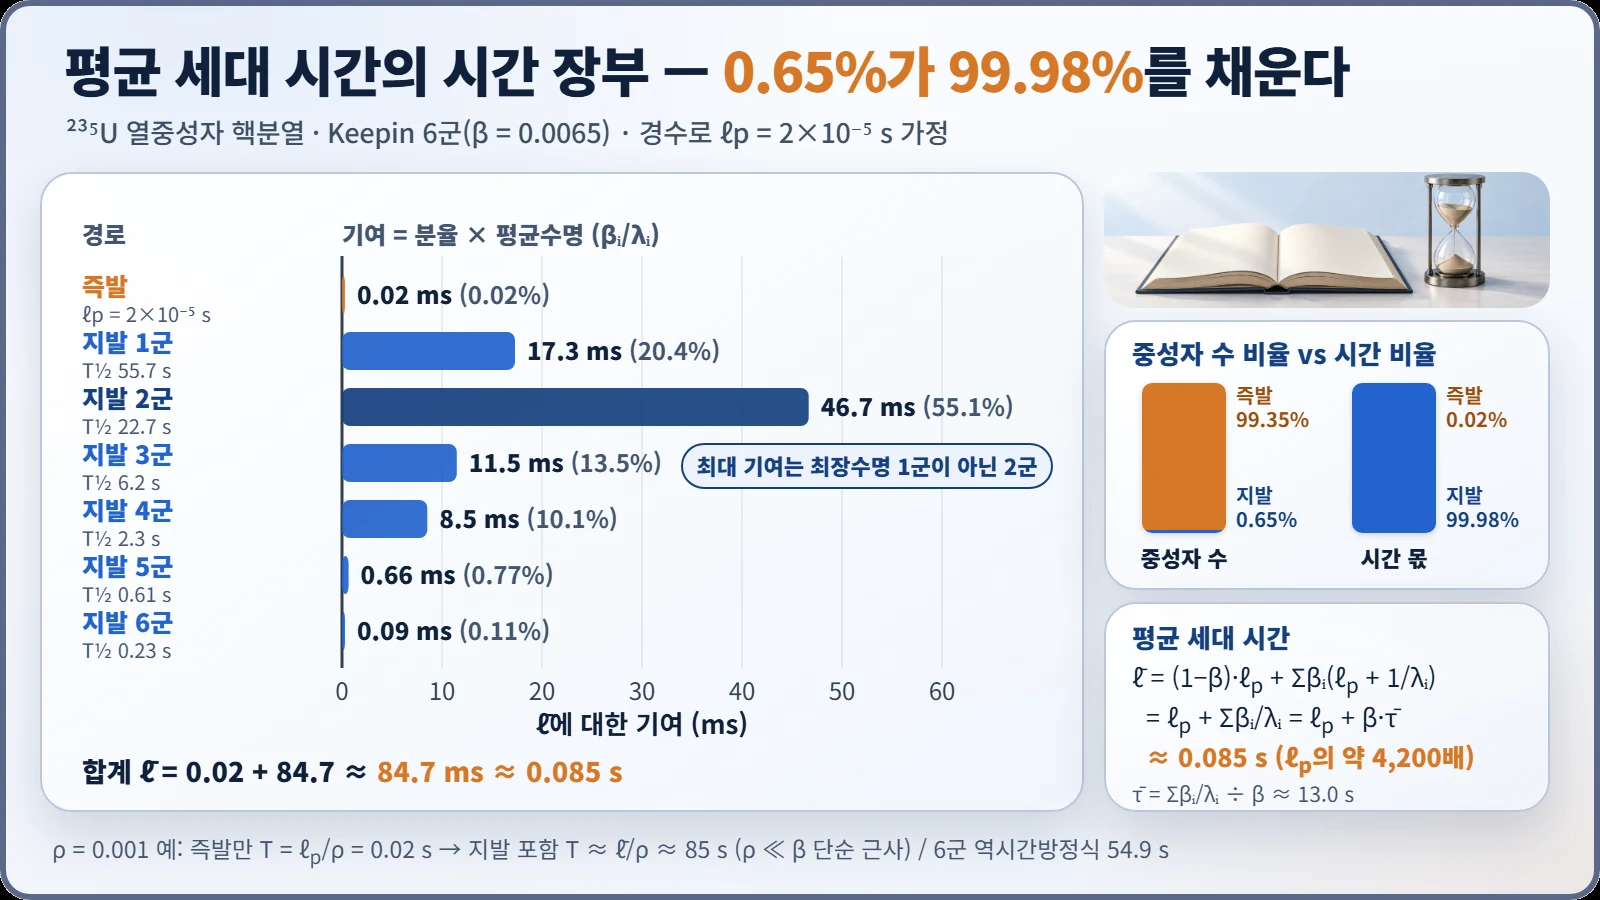 평균 세대 시간의 시간 장부 — 0.65%가 99.98%를 채운다
²³⁵U 열중성자 핵분열 · Keepin 6군(β = 0.0065) · 경수로 ℓp = 2×10⁻⁵ s 가정
경로
기여 = 분율 × 평균수명 (βᵢ/λᵢ)
즉발
ℓp = 2×10⁻⁵ s
0.02 ms (0.02%)
지발 1군
T½ 55.7 s
17.3 ms (20.4%)
지발 2군
T½ 22.7 s
46.7 ms (55.1%)
지발 3군
T½ 6.2 s
11.5 ms (13.5%)
최대 기여는 최장수명 1군이 아닌 2군
지발 4군
T½ 2.3 s
8.5 ms (10.1%)
지발 5군
T½ 0.61 s
0.66 ms (0.77%)
지발 6군
T½ 0.23 s
0.09 ms (0.11%)
0 10 20 30 40 50 60
ℓ̄에 대한 기여 (ms)
합계 ℓ̄ = 0.02 + 84.7 ≈ 84.7 ms ≈ 0.085 s
중성자 수 비율 vs 시간 비율
즉발
99.35%
지발
0.65%
중성자 수
즉발
0.02%
지발
99.98%
시간 몫
평균 세대 시간
ℓ̄ = (1−β)·ℓₚ + Σβᵢ(ℓₚ + 1/λᵢ)
= ℓₚ + Σβᵢ/λᵢ = ℓₚ + β·τ̄
≈ 0.085 s (ℓₚ의 약 4,200배)
τ̄ = Σβᵢ/λᵢ ÷ β ≈ 13.0 s
ρ = 0.001 예: 즉발만 T = ℓₚ/ρ = 0.02 s → 지발 포함 T ≈ ℓ̄/ρ ≈ 85 s (ρ ≪ β 단순 근사) / 6군 역시간방정식 54.9 s